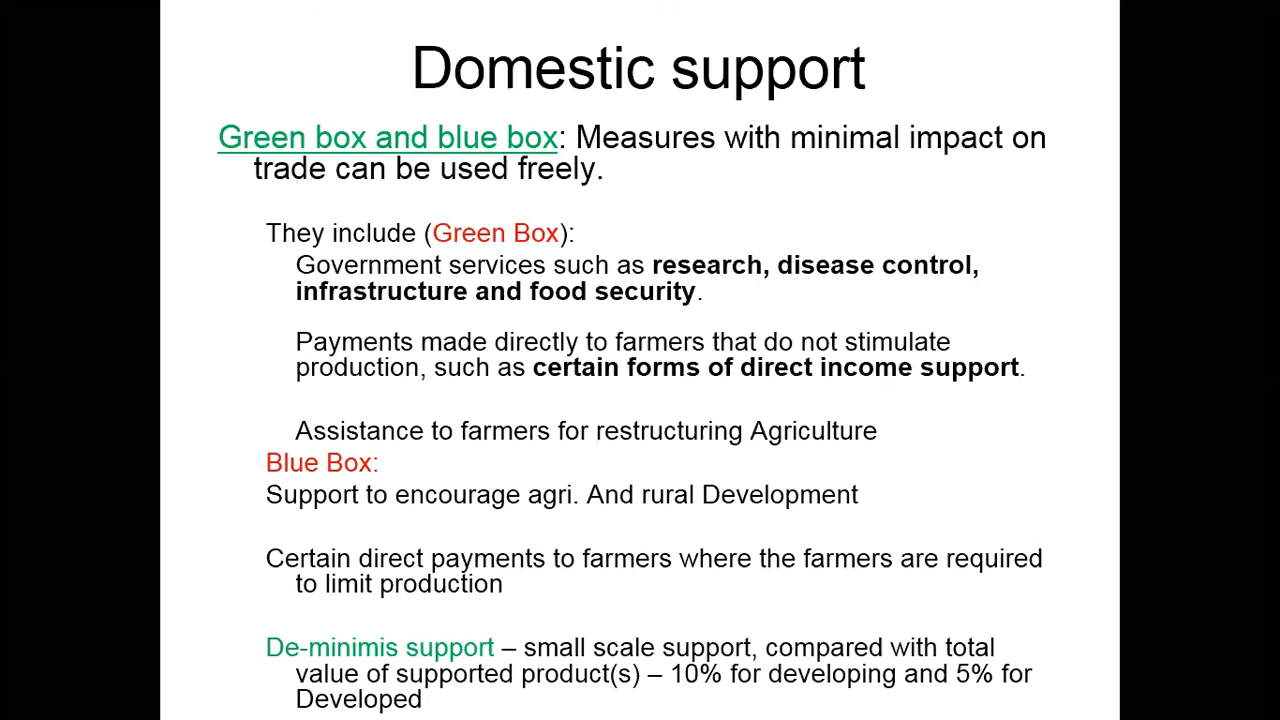 Domestic support
Green box and blue box: Measures with minimal impact on
trade can be used freely.
They include (Green Box):
Government services such as research, disease control,
infrastructure and food security.
Payments made directly to farmers that do not stimulate
production, such as certain forms of direct income support.
Assistance to farmers for restructuring Agriculture
Blue Box:
Support to encourage agri. And rural Development
Certain direct payments to farmers where the farmers are required
to limit production
De-minimis support – small scale support, compared with total
value of supported product(s) – 10% for developing and 5% for
Developed